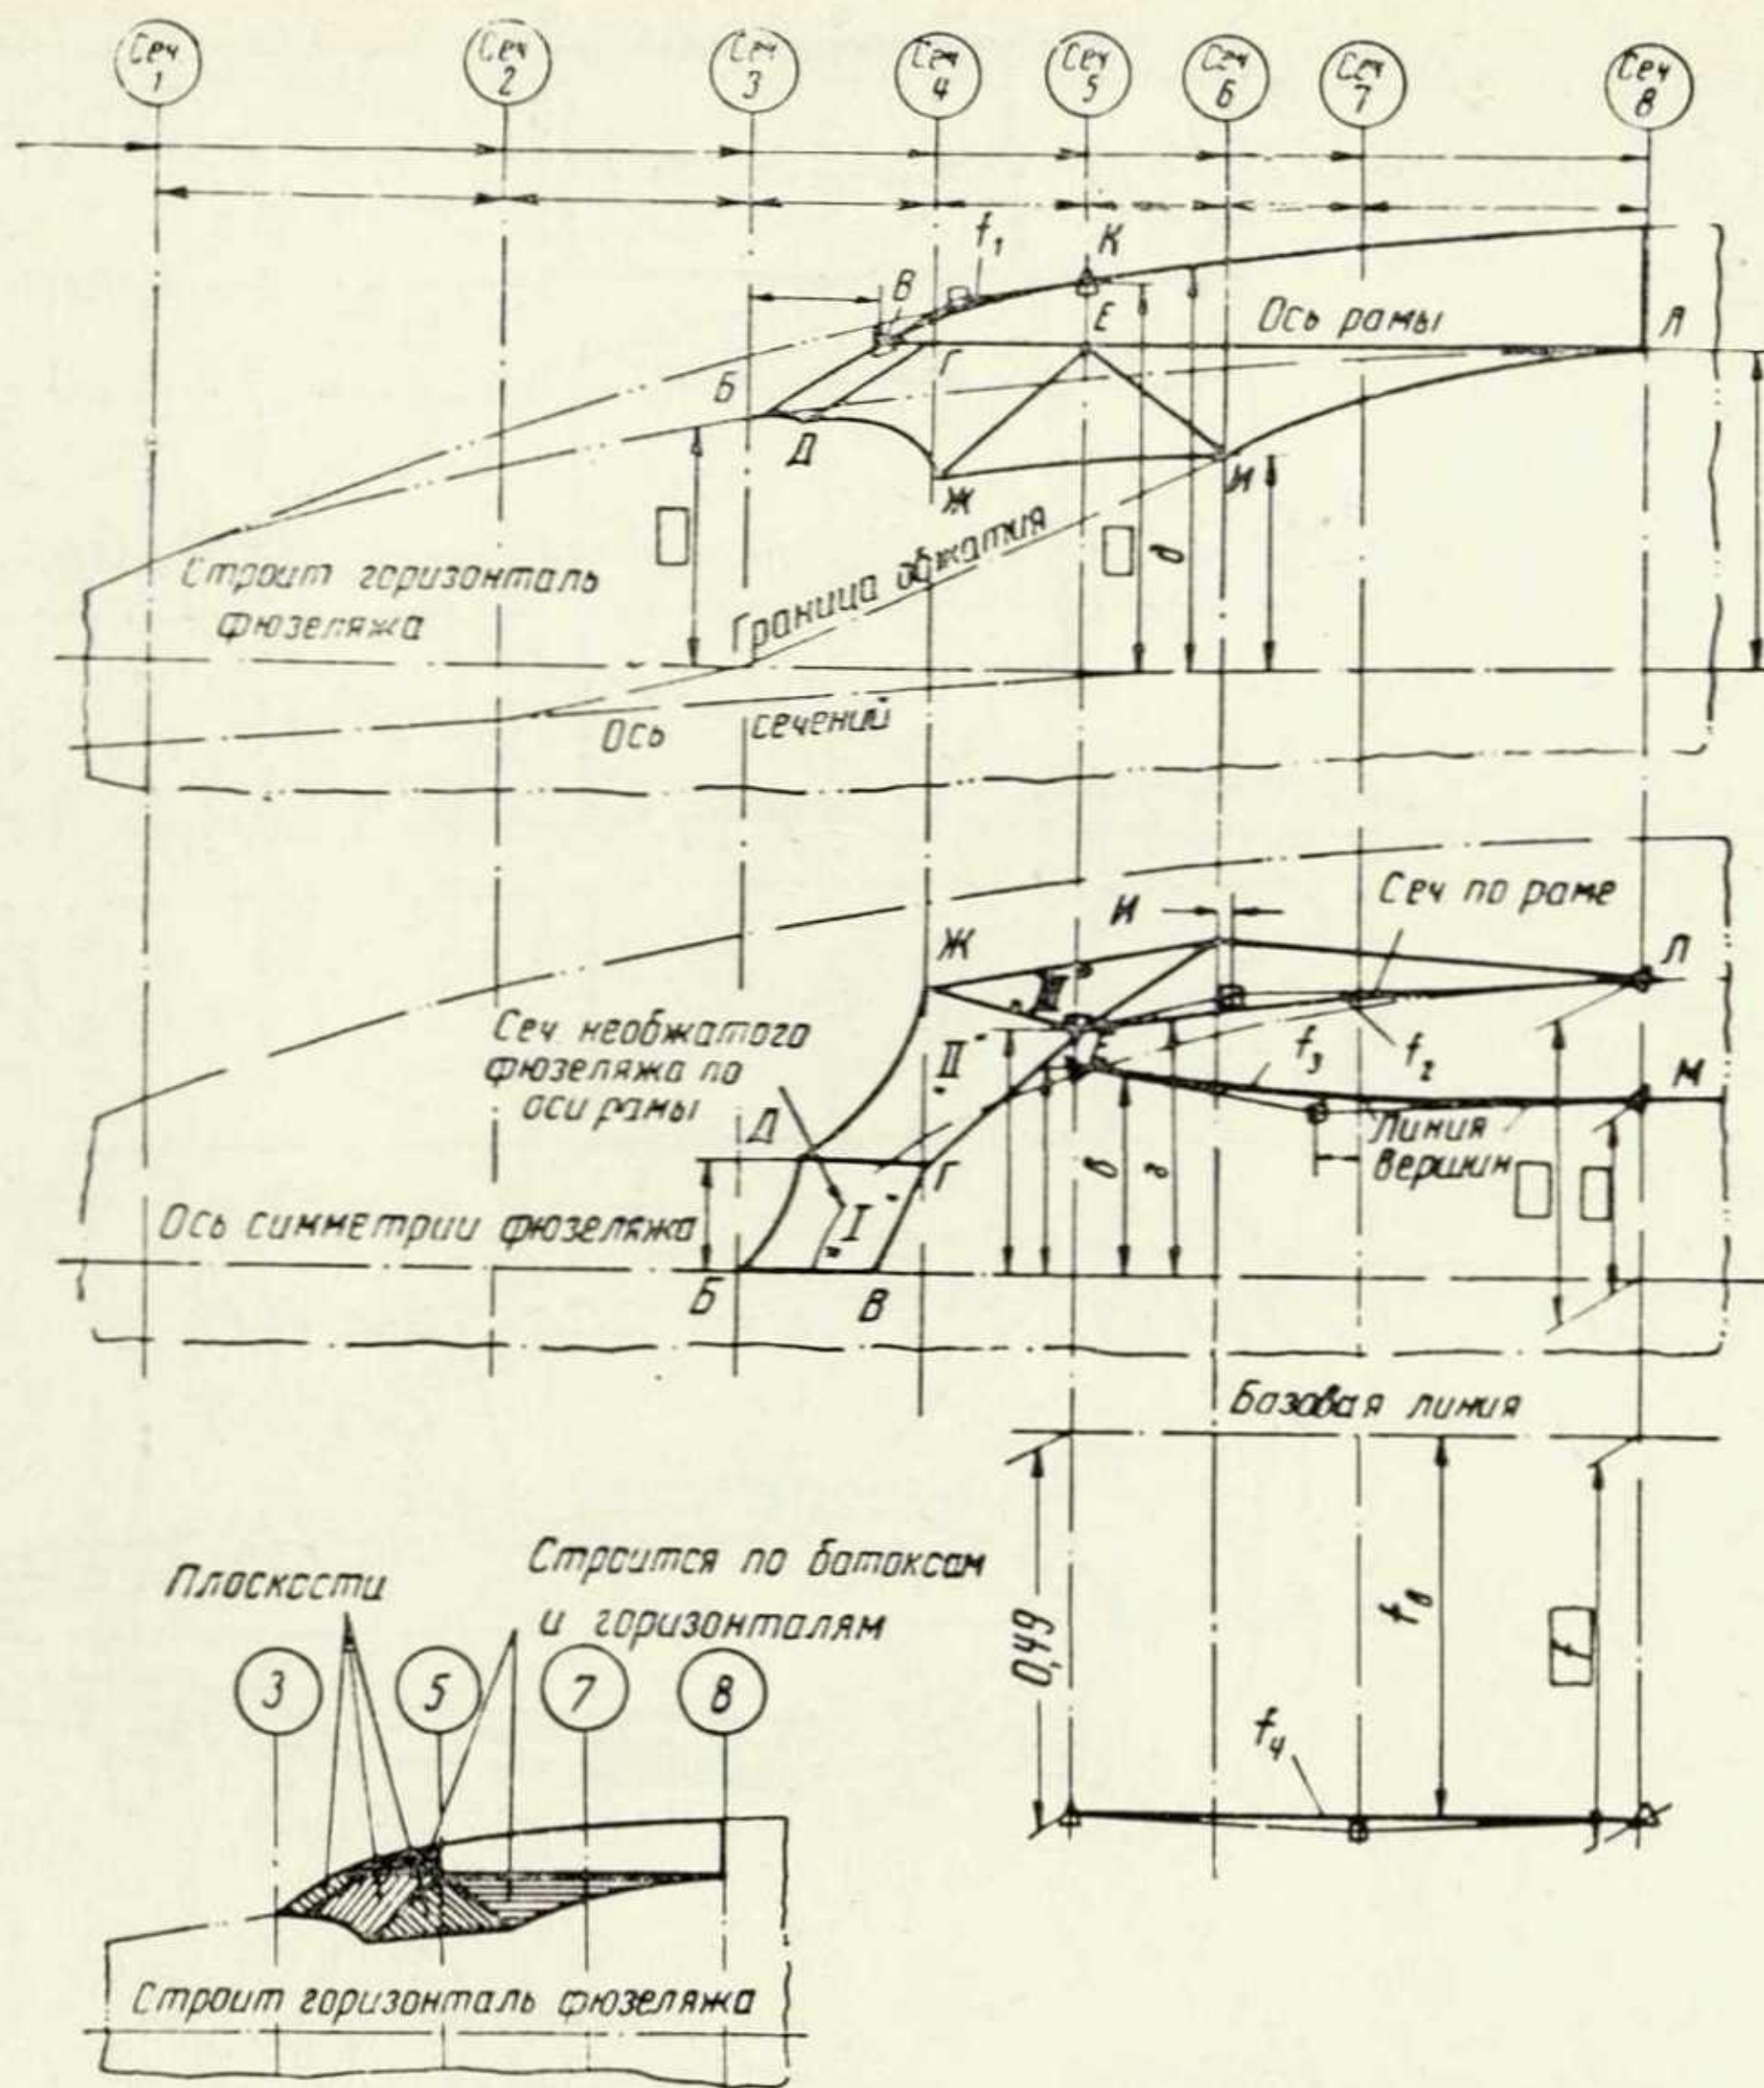 Сеч 1
Сеч 2
Сеч 3
Сеч 4
Сеч 5
Сеч 6
Сеч 7
Сеч 8
f₁
К
В
Е
Ось рамы
Л
Б
Г
Д
Ж
И
Граница обжатия
д
Строит горизонталь
фюзеляжа
Ось сечений
Сеч по раме
И
Ж
Л
"III"
Сеч необжатого
фюзеляжа по
оси рамы
"II"
Е
f₃
f₂
М
Д
Линия
вершин
Г
в
г
Ось симметрии фюзеляжа
"I"
Б
В
Базовая линия
Строится по батоксам
и горизонталям
Плоскости
0,49
fв
f
f₄
3
5
7
8
Строит горизонталь фюзеляжа